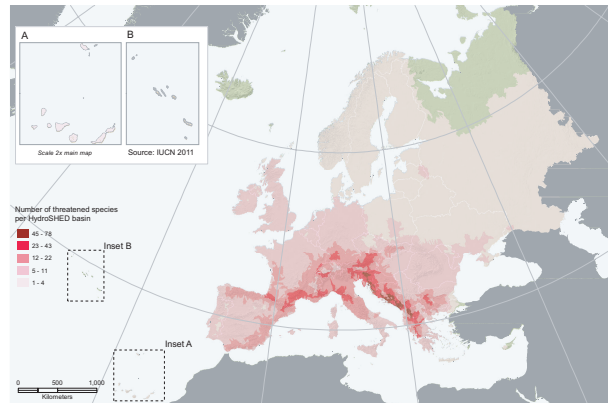 A
B
Scale 2x main map
Source: IUCN 2011
Number of threatened species
per HydroSHED basin
45 - 78
23 - 43
12 - 22
5 - 11
1 - 4
Inset B
Inset A
0 500 1,000
Kilometers